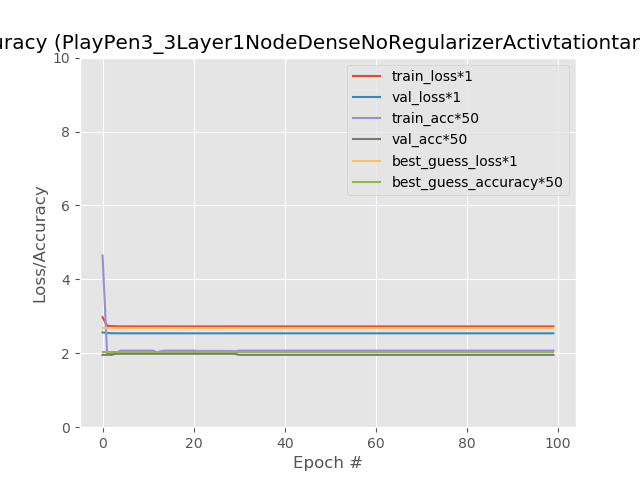 uracy (PlayPen3_3Layer1NodeDenseNoRegularizerActivtationtan
10
8
6
4
2
0
Loss/Accuracy
train_loss*1
val_loss*1
train_acc*50
val_acc*50
best_guess_loss*1
best_guess_accuracy*50
0 20 40 60 80 100
Epoch #